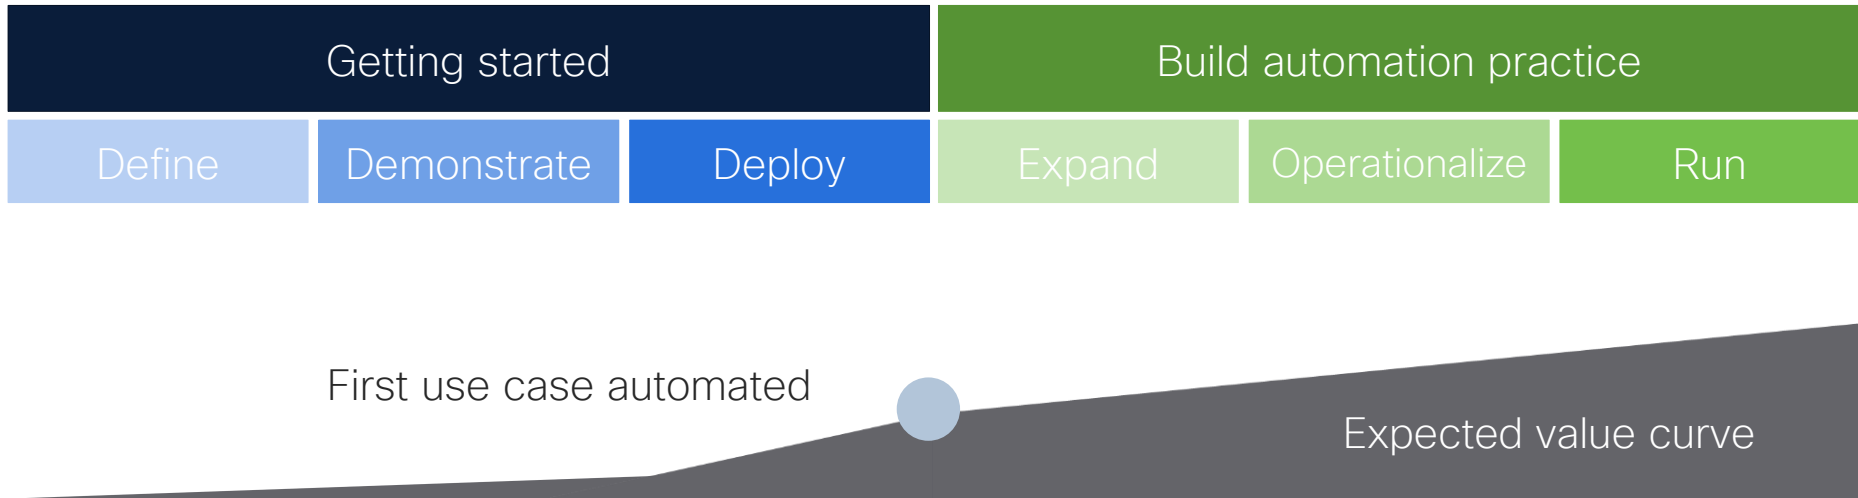 Getting started
Build automation practice
Define
Demonstrate
Deploy
Expand
Operationalize
Run
First use case automated
Expected value curve